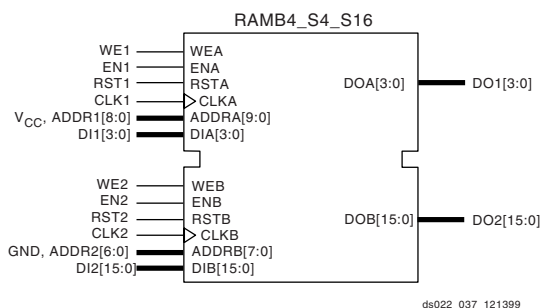 RAMB4_S4_S16
WE1 WEA
EN1 ENA
RST1 RSTA DOA[3:0] DO1[3:0]
CLK1 CLKA
VCC, ADDR1[8:0] ADDRA[9:0]
DI1[3:0] DIA[3:0]
WE2 WEB
EN2 ENB
RST2 RSTB DOB[15:0] DO2[15:0]
CLK2 CLKB
GND, ADDR2[6:0] ADDRB[7:0]
DI2[15:0] DIB[15:0]
ds022_037_121399